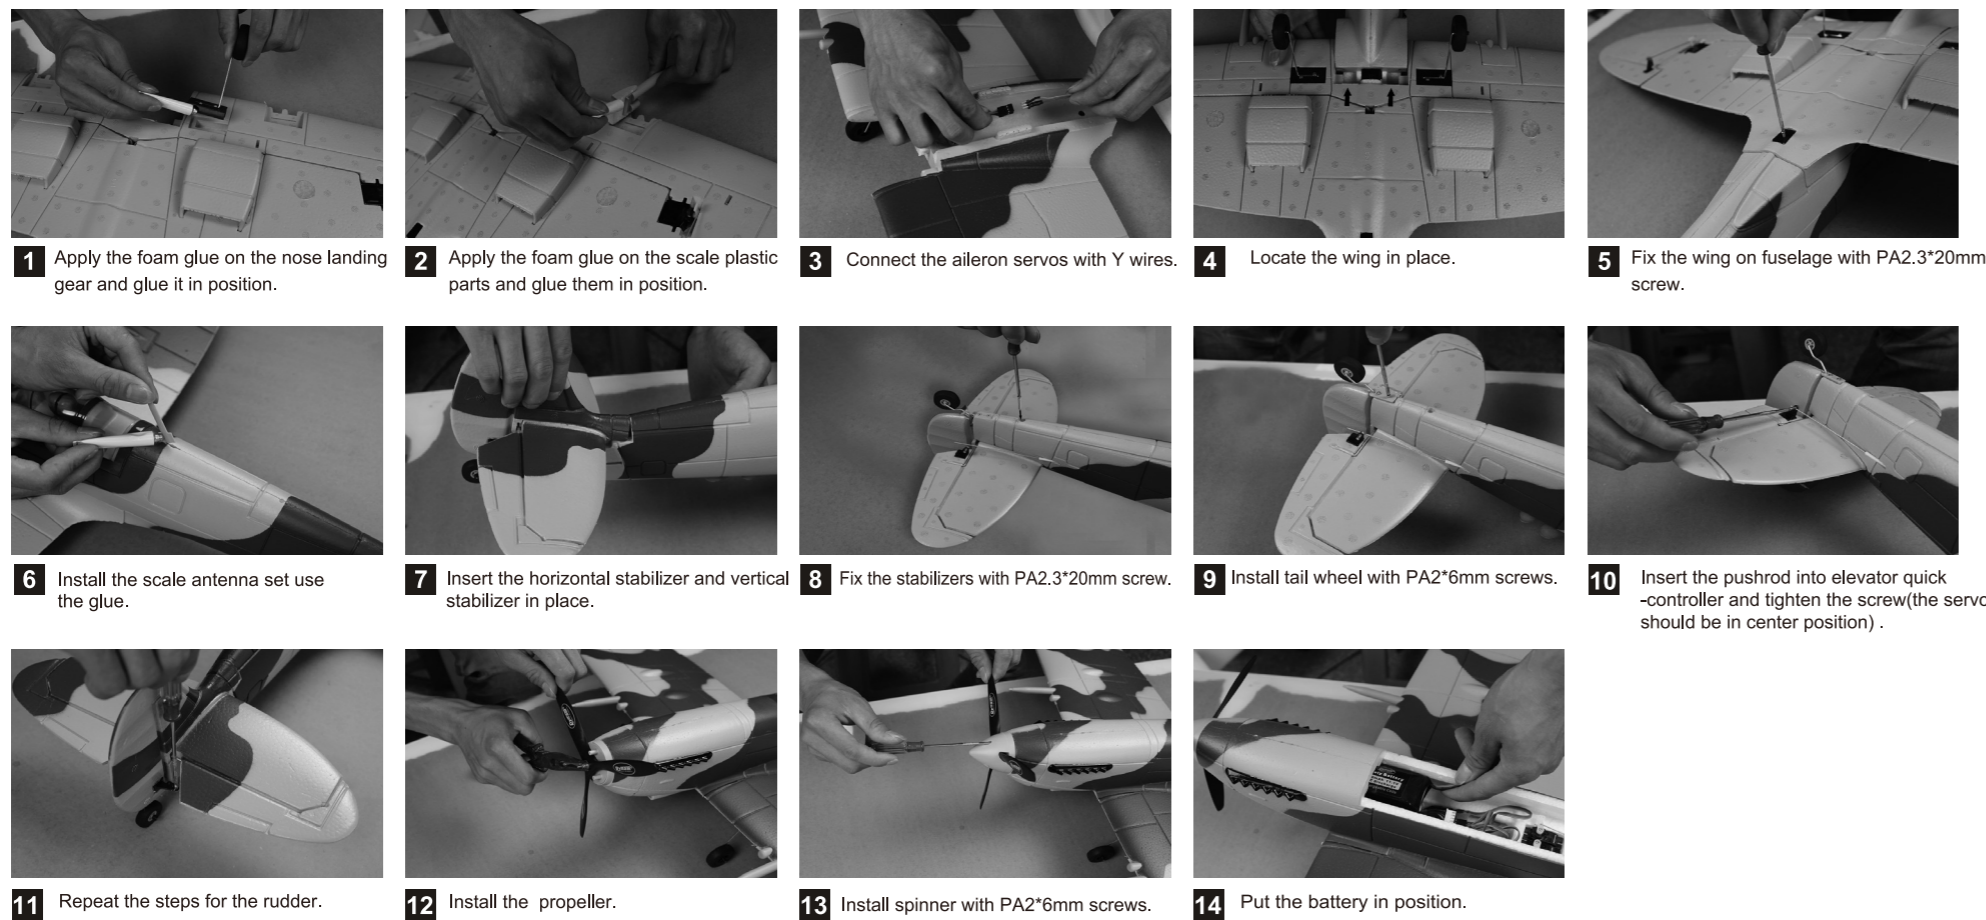 1 Apply the foam glue on the nose landing
gear and glue it in position.
2 Apply the foam glue on the scale plastic
parts and glue them in position.
3 Connect the aileron servos with Y wires.
4 Locate the wing in place.
5 Fix the wing on fuselage with PA2.3*20mm
screw.
6 Install the scale antenna set use
the glue.
7 Insert the horizontal stabilizer and vertical
stabilizer in place.
8 Fix the stabilizers with PA2.3*20mm screw.
9 Install tail wheel with PA2*6mm screws.
10 Insert the pushrod into elevator quick
-controller and tighten the screw(the servo
should be in center position) .
11 Repeat the steps for the rudder.
12 Install the propeller.
13 Install spinner with PA2*6mm screws.
14 Put the battery in position.